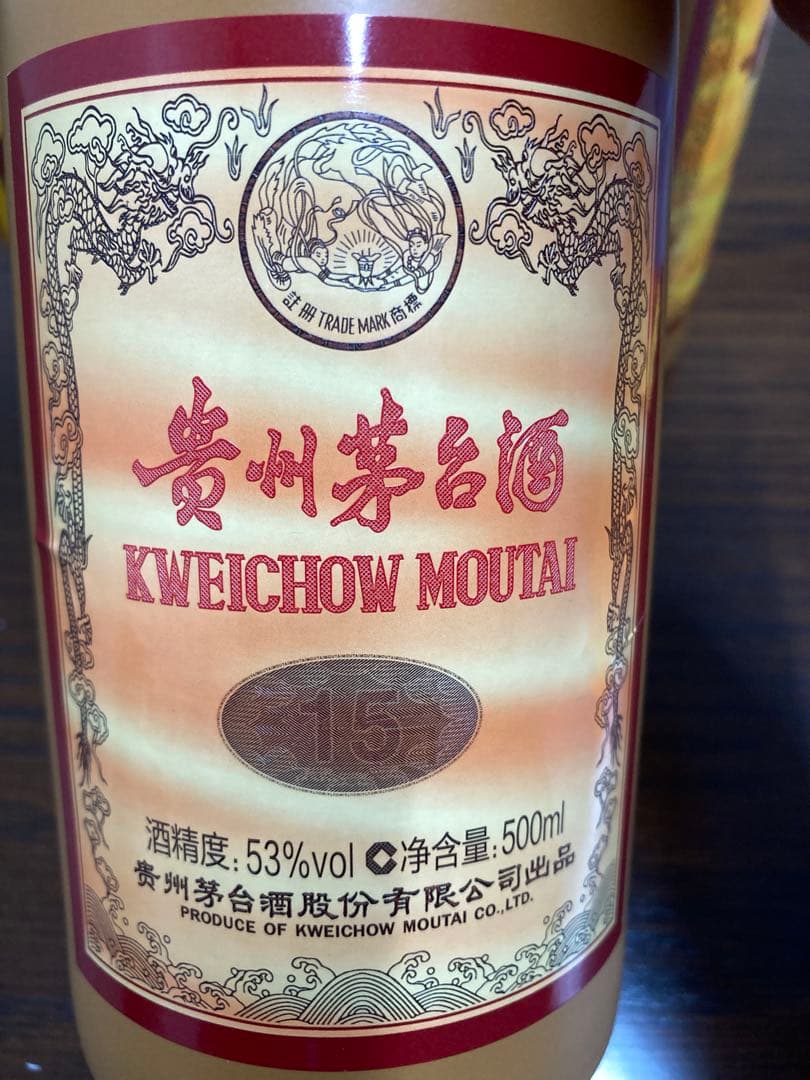 註册 TRADE MARK 商標
贵州茅台酒
KWEICHOW MOUTAI
15
酒精度:53%vol 净含量:500ml
贵州茅台酒股份有限公司出品
PRODUCE OF KWEICHOW MOUTAI CO.,LTD.